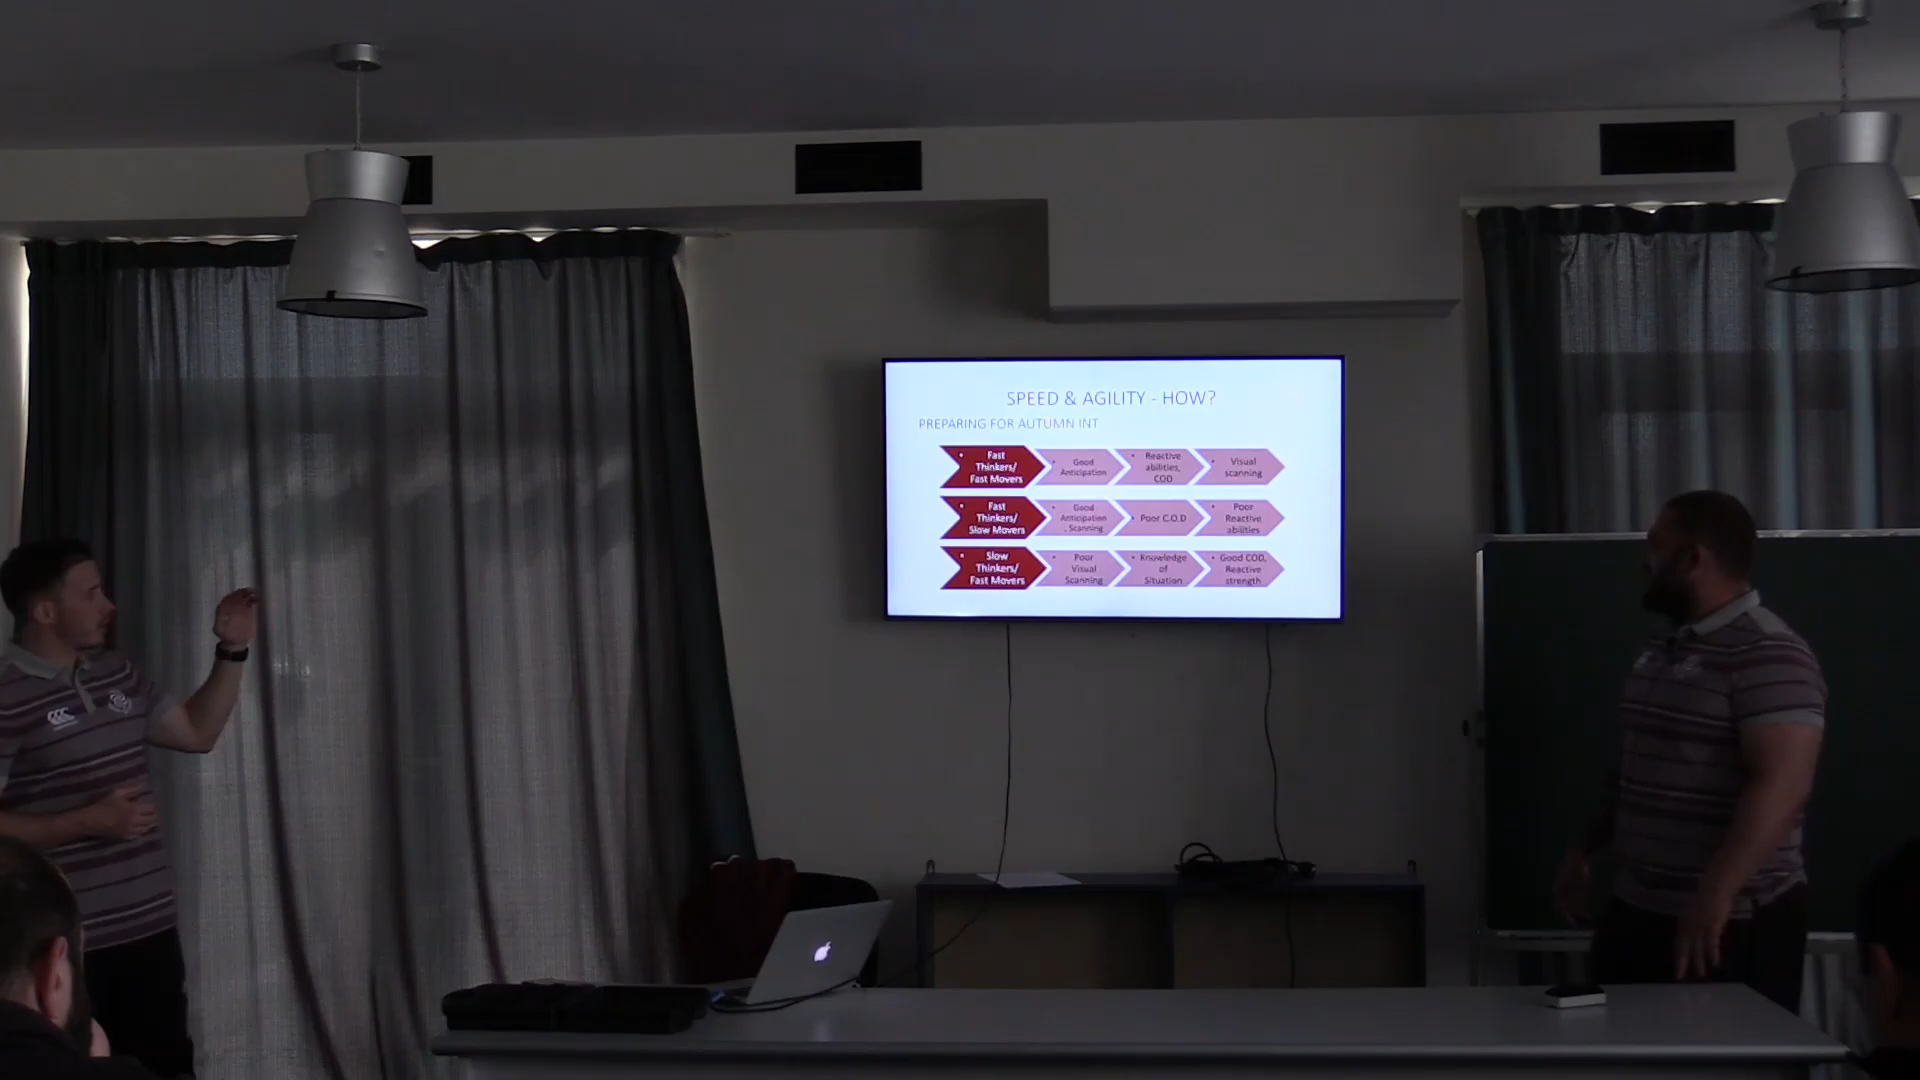 SPEED & AGILITY - HOW?
PREPARING FOR AUTUMN INT
• Fast
Thinkers/
Fast Movers
• Good
Anticipation
• Reactive
abilities,
COD
• Visual
scanning
• Fast
Thinkers/
Slow Movers
• Good
Anticipation
, Scanning
• Poor C.O.D
• Poor
Reactive
abilities
• Slow
Thinkers/
Fast Movers
• Poor
Visual
Scanning
• Knowledge
of
Situation
• Good COD,
Reactive
strength